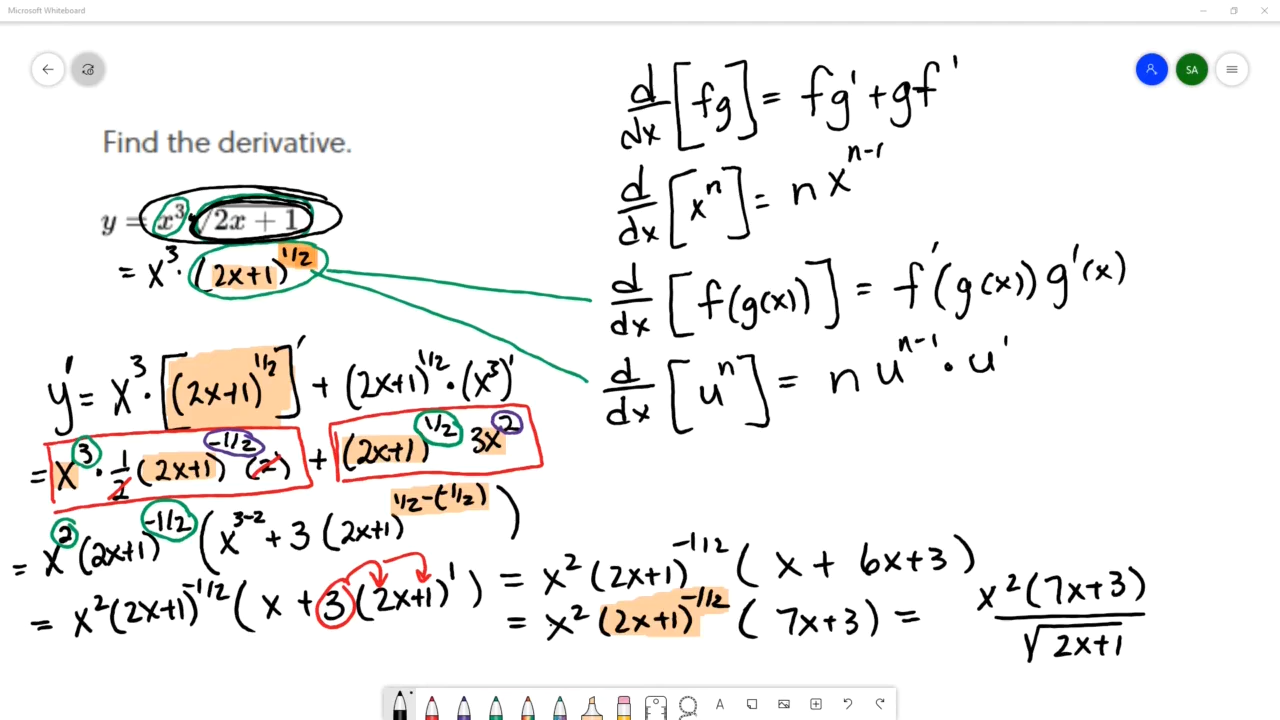 Microsoft Whiteboard
SA
Find the derivative.
y = x³·√2x + 1
= x³·(2x+1)^(1/2)
y' = x³·[(2x+1)^(1/2)]' + (2x+1)^(1/2)·(x³)'
= x³·1/2(2x+1)^(-1/2)(2) + (2x+1)^(1/2) 3x²
= x²(2x+1)^(-1/2)(x^(3-2) + 3(2x+1)^(1/2-(-1/2)))
= x²(2x+1)^(-1/2)(x + 3(2x+1)¹)
= x²(2x+1)^(-1/2)(x + 6x+3)
= x²(2x+1)^(-1/2)(7x+3) = x²(7x+3)/√2x+1
d/dx[fg] = fg' + gf'
d/dx[xⁿ] = nx^(n-1)
d/dx[f(g(x))] = f'(g(x))g'(x)
d/dx[uⁿ] = nu^(n-1)·u'
A